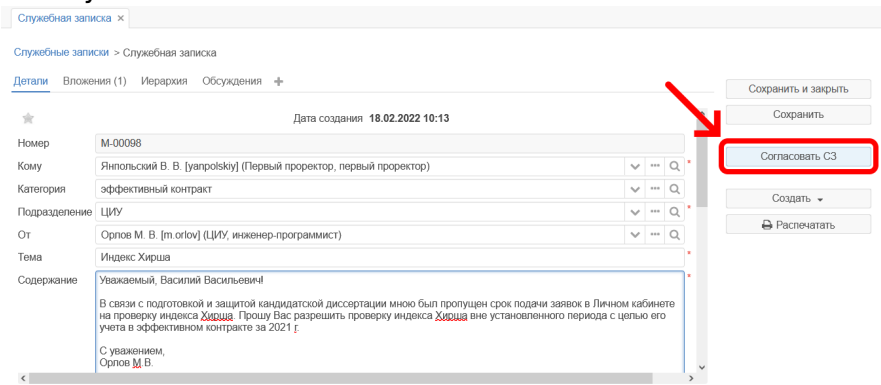 Служебная записка ×
Служебные записки > Служебная записка
Детали Вложения (1) Иерархия Обсуждения
Сохранить и закрыть
Дата создания 18.02.2022 10:13
Сохранить
Номер M-00098
Кому Янпольский В. В. [yanpolskiy] (Первый проректор, первый проректор) *
Согласовать СЗ
Категория эффективный контракт
Подразделение ЦИУ *
Создать
От Орлов М. В. [m.orlov] (ЦИУ, инженер-программист)
Распечатать
Тема Индекс Хирша *
Содержание Уважаемый, Василий Васильевич! *
В связи с подготовкой и защитой кандидатской диссертации мною был пропущен срок подачи заявок в Личном кабинете
на проверку индекса Хирша. Прошу Вас разрешить проверку индекса Хирша вне установленного периода с целью его
учета в эффективном контракте за 2021 г.
С уважением,
Орлов М.В.